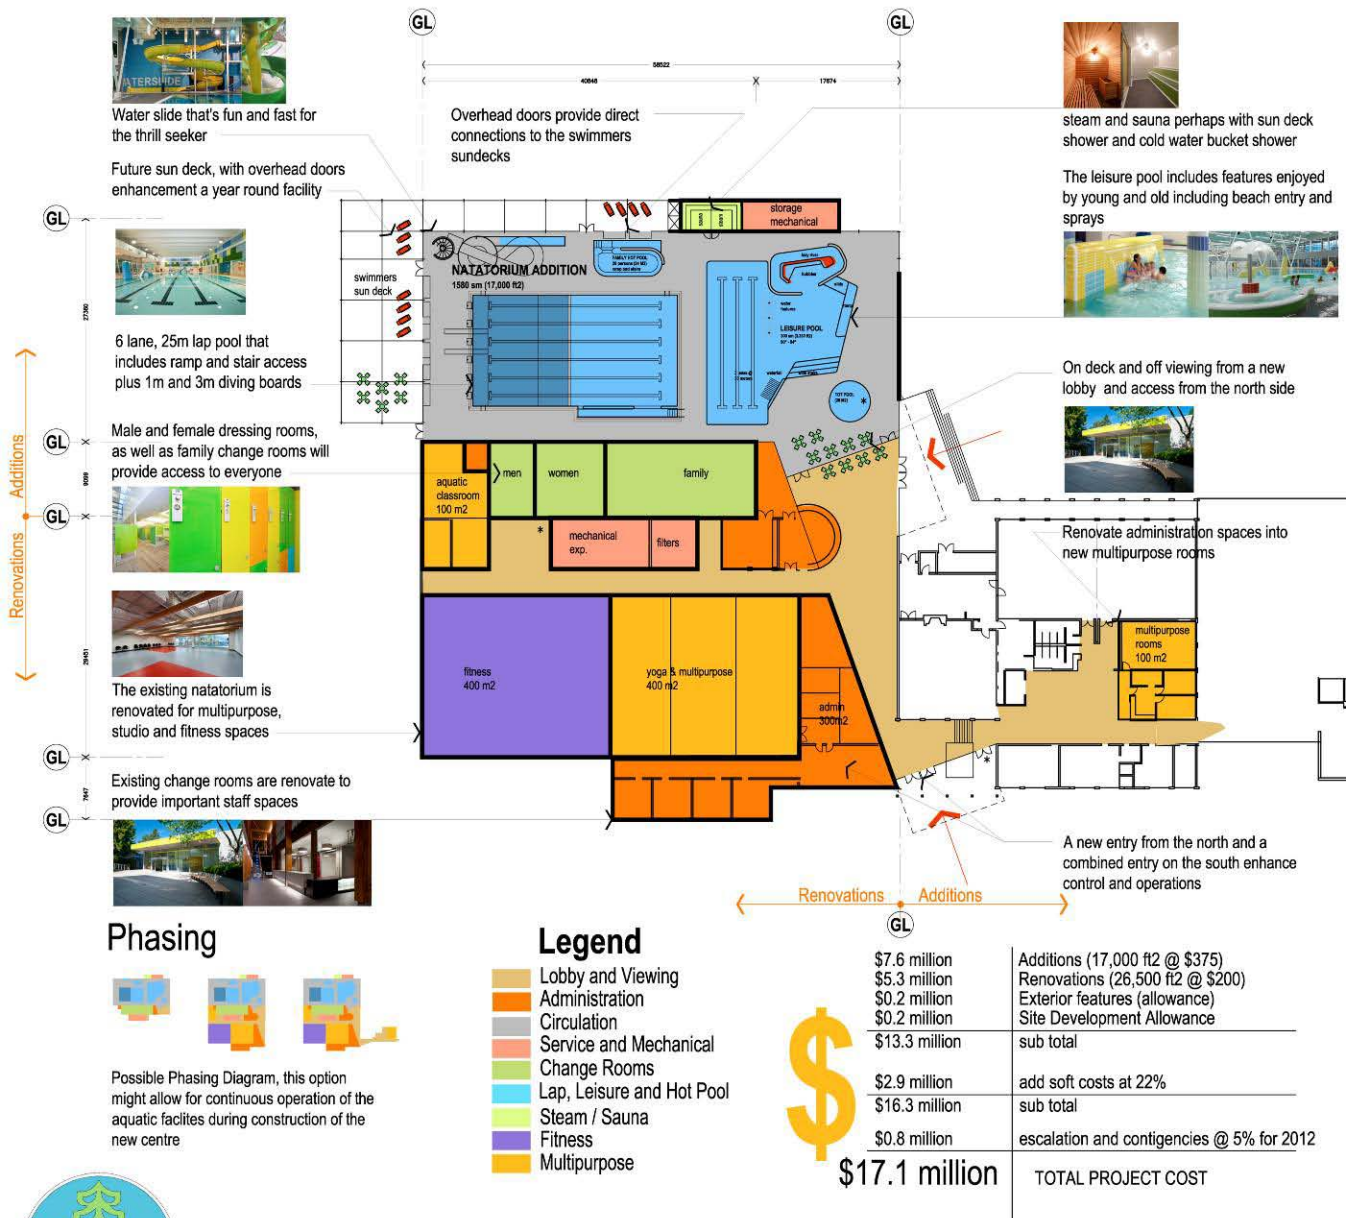 GL
GL
58522
40848
17674
WATERSLIDE
Water slide that's fun and fast for
the thrill seeker
Overhead doors provide direct
connections to the swimmers
sundecks
steam and sauna perhaps with sun deck
shower and cold water bucket shower
Future sun deck, with overhead doors
enhancement a year round facility
The leisure pool includes features enjoyed
by young and old including beach entry and
sprays
GL
storage
mechanical
swimmers
sun deck
NATATORIUM ADDITION
1580 sm (17,000 ft2)
FAMILY HOT POOL
LEISURE POOL
TOT POOL
27360
6 lane, 25m lap pool that
includes ramp and stair access
plus 1m and 3m diving boards
On deck and off viewing from a new
lobby and access from the north side
Male and female dressing rooms,
as well as family change rooms will
provide access to everyone
GL
Additions
GL
Renovations
aquatic
classroom
100 m2
men
women
family
mechanical
exp.
filters
*
Renovate administration spaces into
new multipurpose rooms
multipurpose
rooms
100 m2
The existing natatorium is
renovated for multipurpose,
studio and fitness spaces
fitness
400 m2
yoga & multipurpose
400 m2
admin
300m2
GL
7647
Existing change rooms are renovate to
provide important staff spaces
GL
A new entry from the north and a
combined entry on the south enhance
control and operations
Renovations
Additions
GL
Phasing
Possible Phasing Diagram, this option
might allow for continuous operation of the
aquatic faclites during construction of the
new centre
Legend
Lobby and Viewing
Administration
Circulation
Service and Mechanical
Change Rooms
Lap, Leisure and Hot Pool
Steam / Sauna
Fitness
Multipurpose
$
$7.6 million Additions (17,000 ft2 @ $375)
$5.3 million Renovations (26,500 ft2 @ $200)
$0.2 million Exterior features (allowance)
$0.2 million Site Development Allowance
$13.3 million sub total
$2.9 million add soft costs at 22%
$16.3 million sub total
$0.8 million escalation and contigencies @ 5% for 2012
$17.1 million TOTAL PROJECT COST